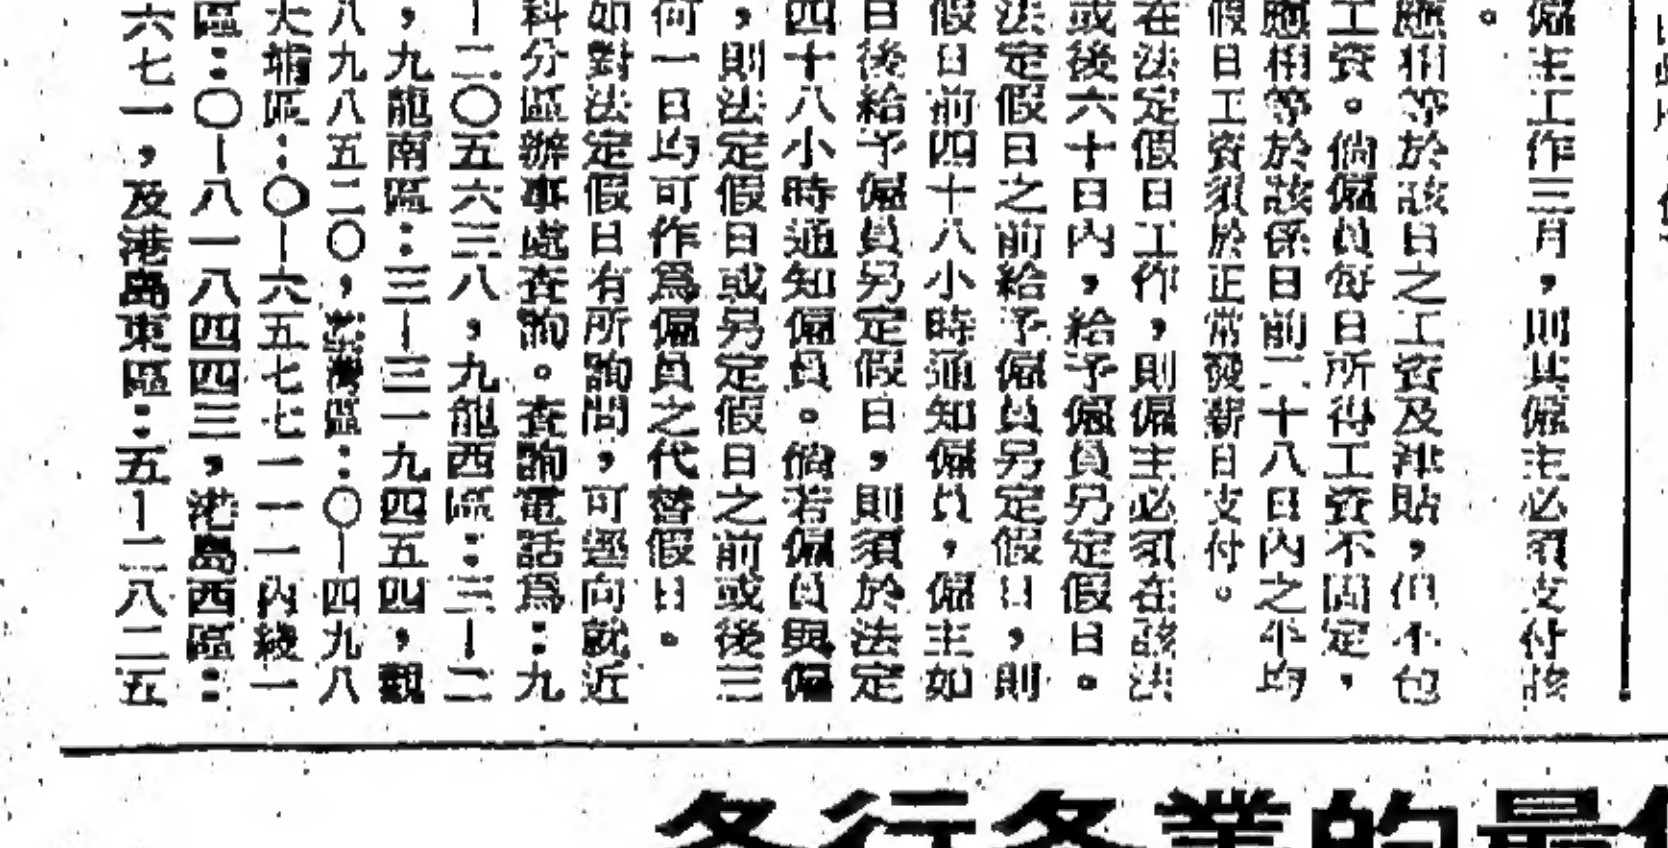 僱主工作三月，則其僱主必須支付該
。
應相等於該日之工資及津貼，但不包
工資。倘僱員每日所得工資不固定，
應相等於該係日前二十八日內之平均
假日工資須於正常發薪日支付。
在法定假日工作，則僱主必須在該法
或後六十日內，給予僱員另定假日。
法定假日之前給予僱員另定假日，則
假日前四十八小時通知僱員，僱主如
日後給予僱員另定假日，則須於法定
四十八小時通知僱員。倘若僱員與僱
，則法定假日或另定假日之前或後三
何一日均可作爲僱員之代替假日。
如對法定假日有所詢問，可逕向就近
科分區辦事處查詢。查詢電話爲：九
｜二〇五六三八，九龍西區：三｜二
，九龍南區：三｜三一九四五四，觀
八九八五二〇，荃灣區：〇｜四九八
大埔區：〇｜六五七七一一一內綫一
區：〇｜八一八四四三，港島西區：
六七一，及港島東區：五｜二八二五
各行各業的最